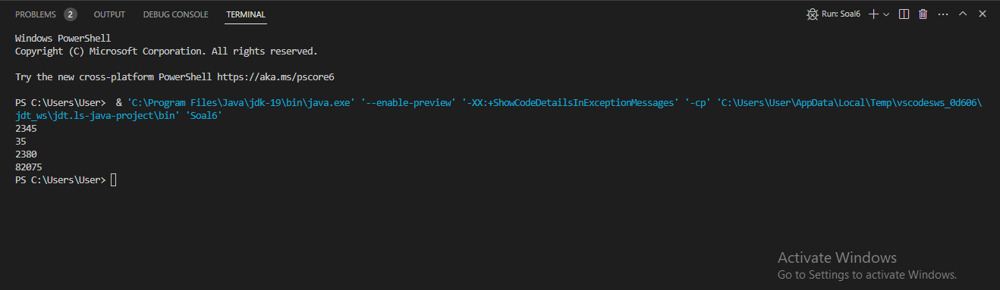 PROBLEMS 2 OUTPUT DEBUG CONSOLE TERMINAL Run: Soal6
Windows PowerShell
Copyright (C) Microsoft Corporation. All rights reserved.
Try the new cross-platform PowerShell https://aka.ms/pscore6
PS C:\Users\User>  & 'C:\Program Files\Java\jdk-19\bin\java.exe' '--enable-preview' '-XX:+ShowCodeDetailsInExceptionMessages' '-cp' 'C:\Users\User\AppData\Local\Temp\vscodesws_0d606\
jdt_ws\jdt.ls-java-project\bin' 'Soal6'
2345
35
2380
82075
PS C:\Users\User>
Activate Windows
Go to Settings to activate Windows.